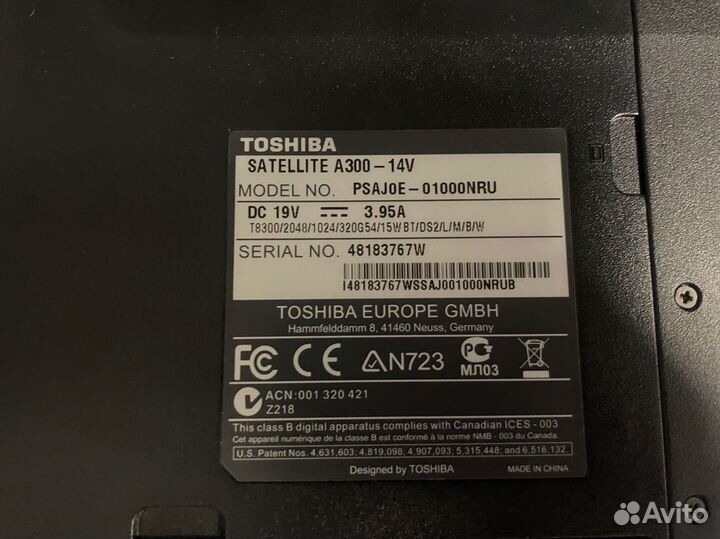 TOSHIBA
SATELLITE A300-14V
MODEL NO. PSAJ0E-01000NRU
DC 19V 3.95A
T8300/2048/1024/320G54/15W BT/DS2/L/M/B/W
SERIAL NO. 48183767W
I48183767WSSAJ001000NRUB
TOSHIBA EUROPE GMBH
Hammfelddamm 8, 41460 Neuss, Germany
FC CE N723 PG МЛ03
ACN:001 320 421
Z218
This class B digital apparatus complies with Canadian ICES - 003
Cet appareil numérique de la classe B est conformé à la norme NMB - 003 du Canada.
U.S. Patent Nos. 4,631,603; 4,819,098; 4,907,093; 5,315,448; and 6,516,132.
Designed by TOSHIBA MADE IN CHINA
Avito